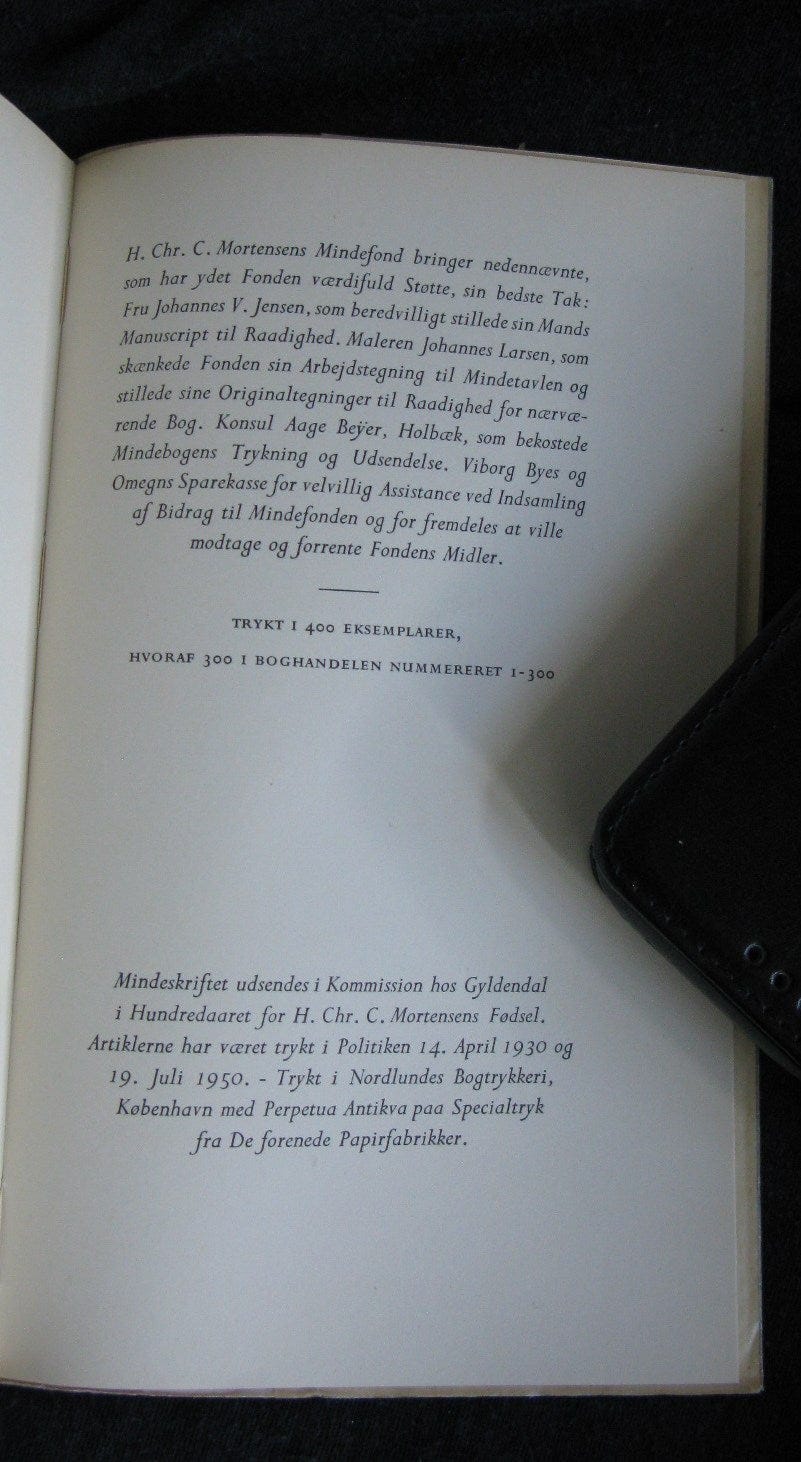 H. Chr. C. Mortensens Mindefond bringer nedennævnte,
som har ydet Fonden værdifuld Støtte, sin bedste Tak:
Fru Johannes V. Jensen, som beredvilligt stillede sin Mands
Manuscript til Raadighed. Maleren Johannes Larsen, som
skænkede Fonden sin Arbejdstegning til Mindetavlen og
stillede sine Originaltegninger til Raadighed for nærvæ-
rende Bog. Konsul Aage Beÿer, Holbæk, som bekostede
Mindebogens Trykning og Udsendelse. Viborg Byes og
Omegns Sparekasse for velvillig Assistance ved Indsamling
af Bidrag til Mindefonden og for fremdeles at ville
modtage og forrente Fondens Midler.
TRYKT I 400 EKSEMPLARER,
HVORAF 300 I BOGHANDELEN NUMMERERET 1-300
Mindeskriftet udsendes i Kommission hos Gyldendal
i Hundredaaret for H. Chr. C. Mortensens Fødsel.
Artiklerne har været trykt i Politiken 14. April 1930 og
19. Juli 1950. - Trykt i Nordlundes Bogtrykkeri,
København med Perpetua Antikva paa Specialtryk
fra De forenede Papirfabrikker.